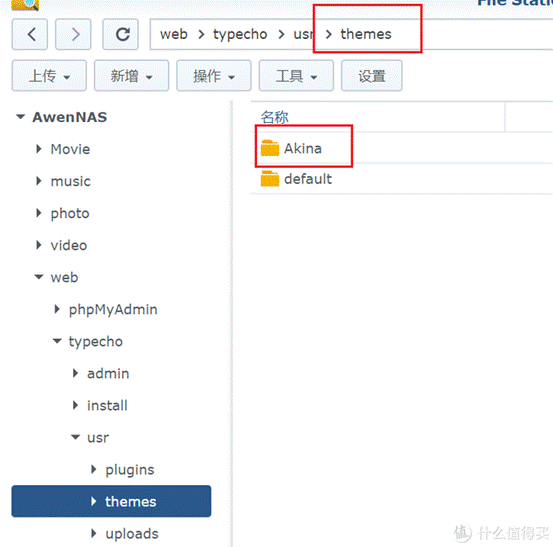 File Stati
web > typecho > usr > themes
上传 新增 操作 工具 设置
名称
Akina
default
AwenNAS
Movie
music
photo
video
web
phpMyAdmin
typecho
admin
install
usr
plugins
themes
uploads
值 什么值得买